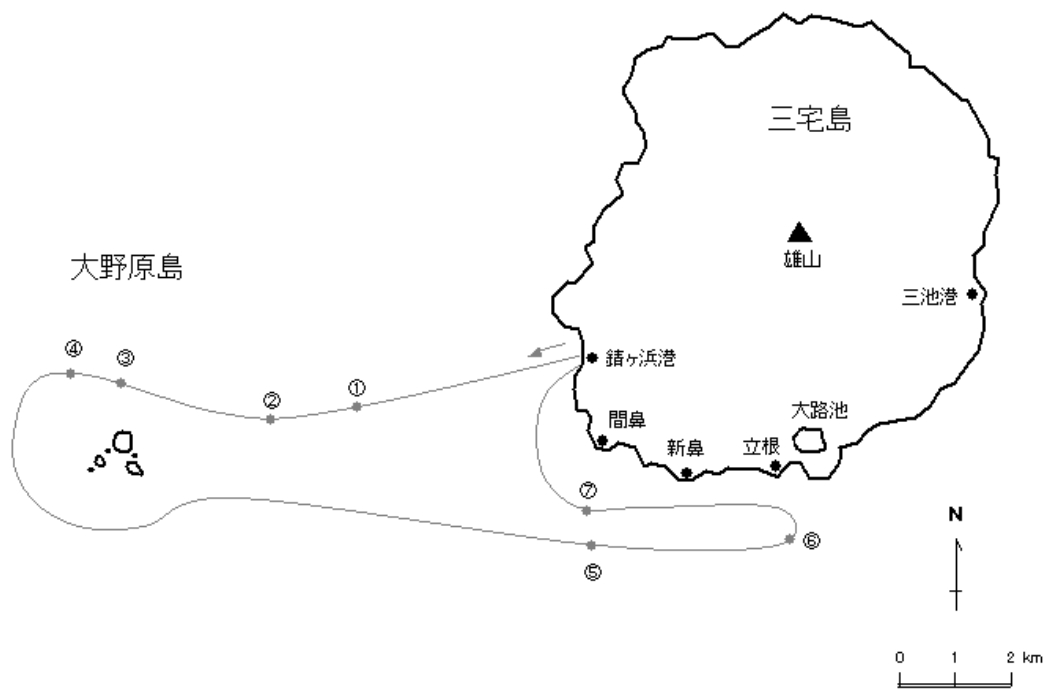 三宅島
雄山
大野原島
三池港
④
③
錆ヶ浜港
①
②
大路池
間鼻
新鼻
立根
⑦
N
⑥
⑤
0 1 2 km